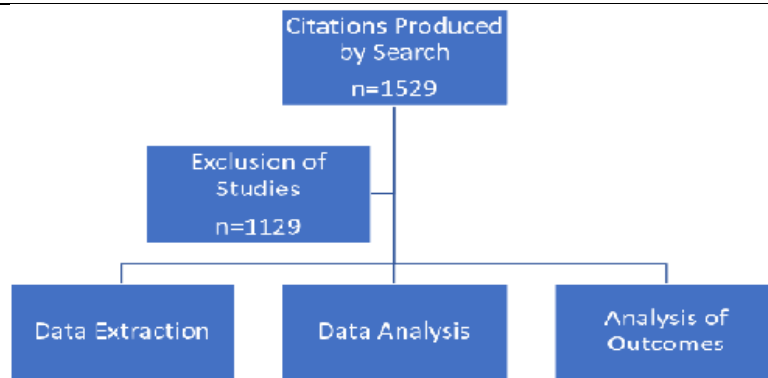 Citations Produced
by Search
n=1529
Exclusion of
Studies
n=1129
Data Extraction
Data Analysis
Analysis of
Outcomes